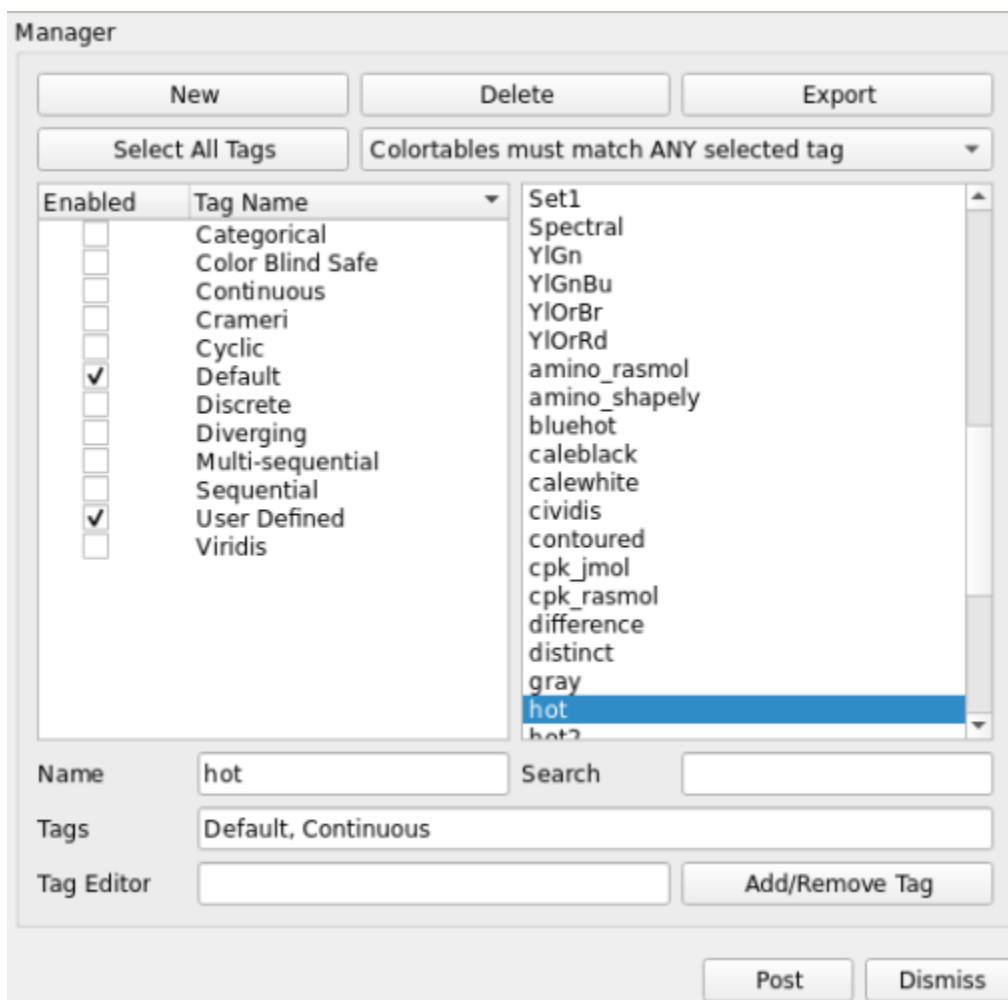 Manager
New Delete Export
Select All Tags Colortables must match ANY selected tag
Enabled Tag Name
Categorical
Color Blind Safe
Continuous
Crameri
Cyclic
Default
Discrete
Diverging
Multi-sequential
Sequential
User Defined
Viridis
Set1
Spectral
YlGn
YlGnBu
YlOrBr
YlOrRd
amino_rasmol
amino_shapely
bluehot
caleblack
calewhite
cividis
contoured
cpk_jmol
cpk_rasmol
difference
distinct
gray
hot
hot2
Name hot Search
Tags Default, Continuous
Tag Editor Add/Remove Tag
Post Dismiss